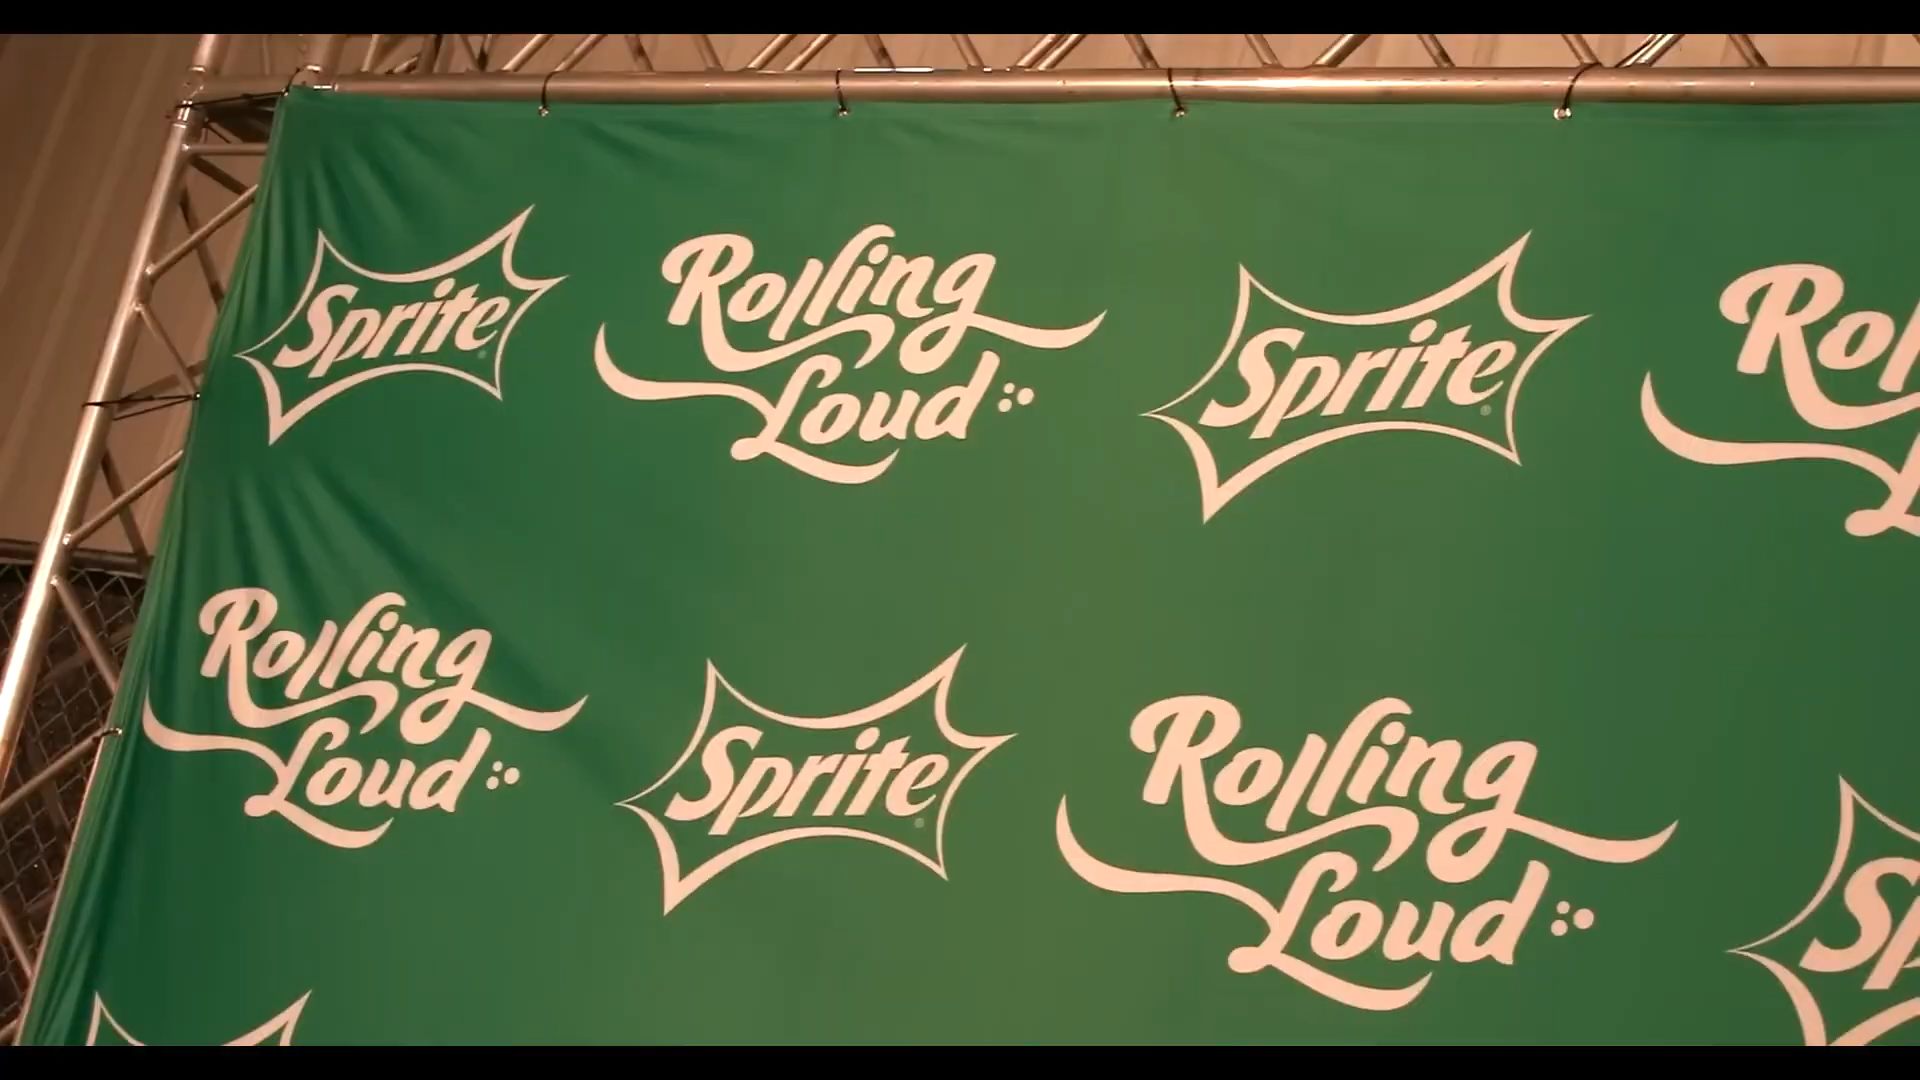 Sprite
Rolling
Loud
Sprite
Rolling
Loud
Sprite
Rolling
Loud